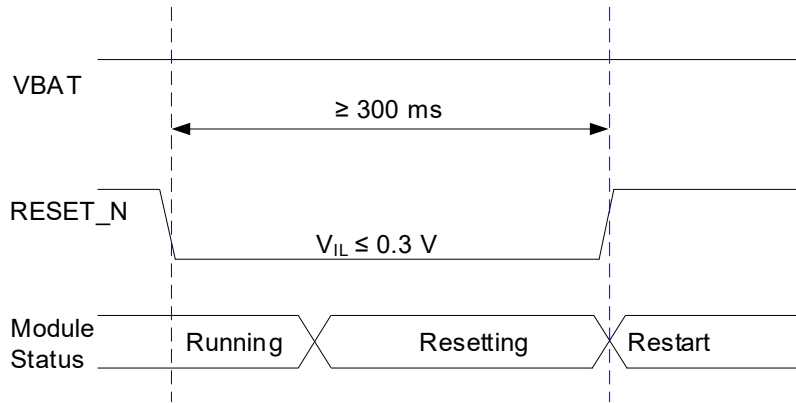 VBAT
≥ 300 ms
RESET_N
VIL ≤ 0.3 V
Module
Status
Running
Resetting
Restart